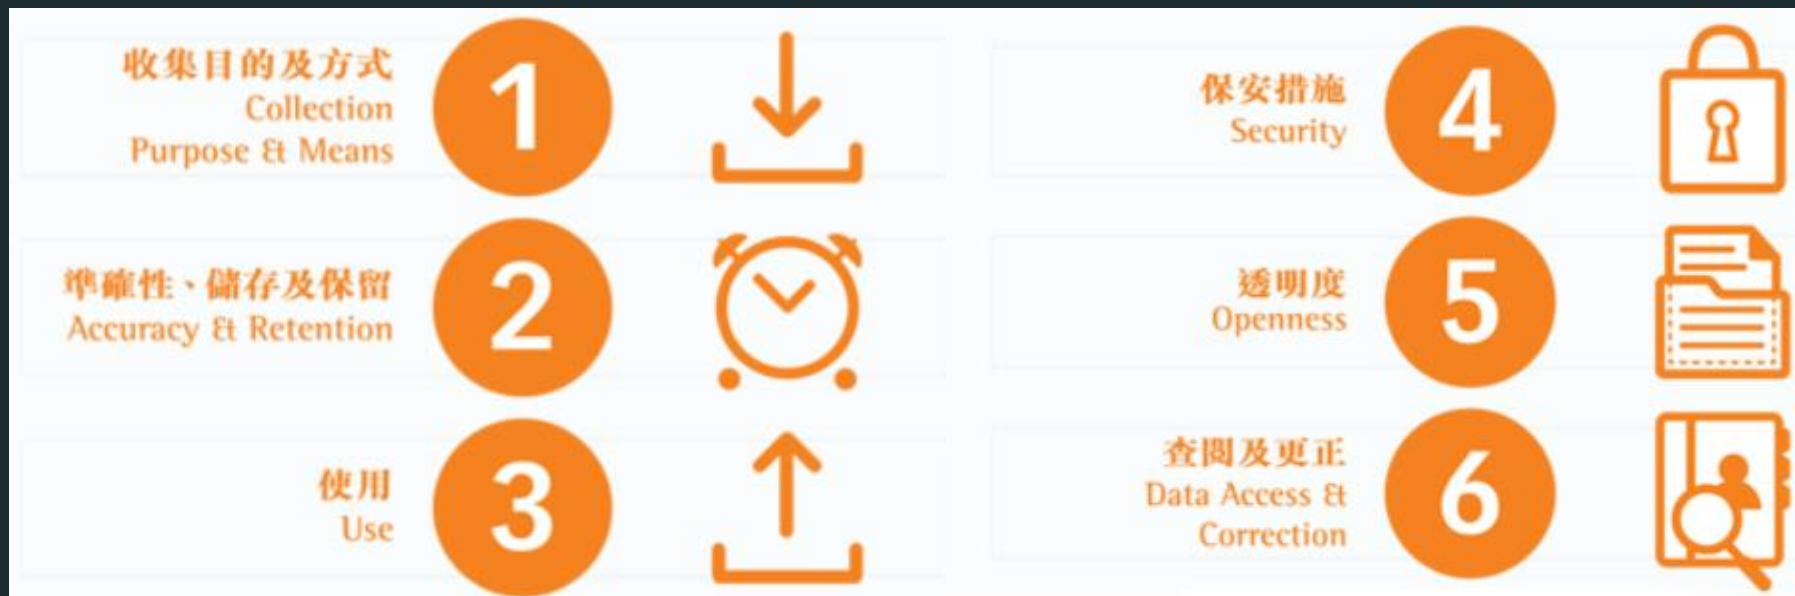 收集目的及方式
Collection
Purpose & Means
1
準確性、儲存及保留
Accuracy & Retention
2
使用
Use
3
保安措施
Security
4
透明度
Openness
5
查閱及更正
Data Access &
Correction
6